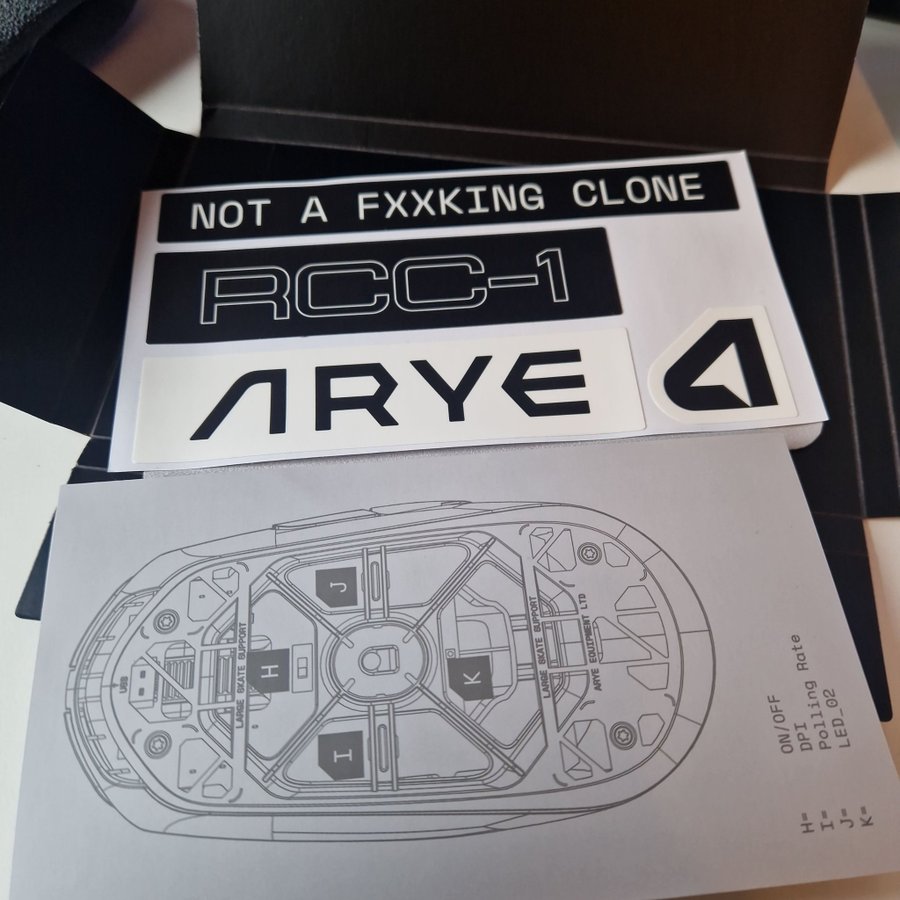 NOT A FXXKING CLONE
RCC-1
ARYE
J
H
K
I
USB
LARGE SKATE SUPPORT
LARGE SKATE SUPPORT
ARYE EQUIPMENT LTD
H= ON/OFF
I= DPI
J= Polling Rate
K= LED_02